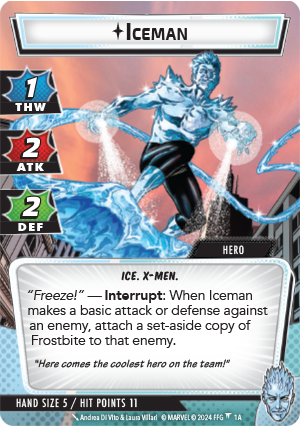 Iceman
1
THW
2
ATK
2
DEF
HERO
ICE. X-MEN.
"Freeze!" — Interrupt: When Iceman
makes a basic attack or defense against
an enemy, attach a set-aside copy of
Frostbite to that enemy.
"Here comes the coolest hero on the team!"
HAND SIZE 5 / HIT POINTS 11
Andrea Di Vito & Laura Villari © MARVEL © 2024 FFG 1A